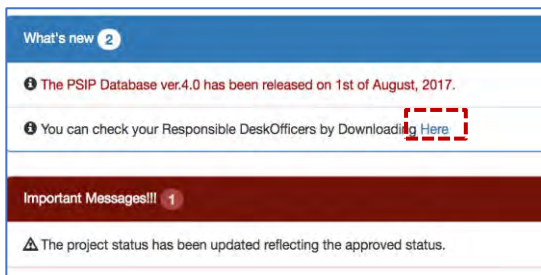 What's new 2
The PSIP Database ver.4.0 has been released on 1st of August, 2017.
You can check your Responsible DeskOfficers by Downloading Here
Important Messages!!! 1
The project status has been updated reflecting the approved status.